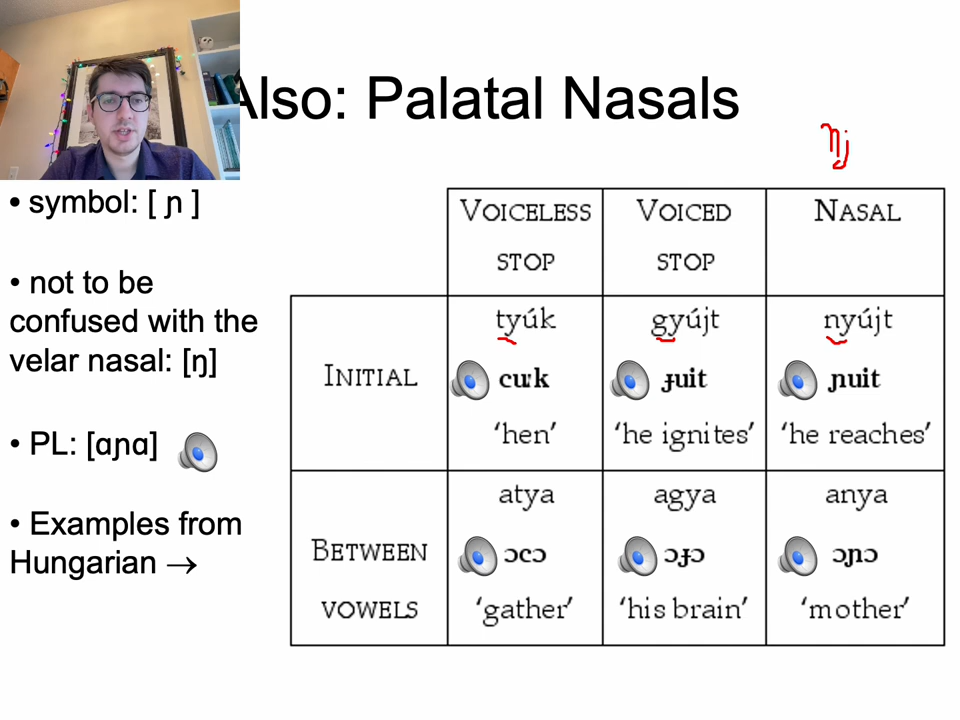 Also: Palatal Nasals
• symbol: [ ɲ ]
• not to be
confused with the
velar nasal: [ŋ]
• PL: [ɑɲɑ]
• Examples from
Hungarian →
VOICELESS STOP
VOICED STOP
NASAL
INITIAL
tyúk
cuːk
‘hen’
gyújt
ɟuit
‘he ignites’
nyújt
ɲuit
‘he reaches’
BETWEEN VOWELS
atya
ɔcɔ
‘gather’
agya
ɔɟɔ
‘his brain’
anya
ɔɲɔ
‘mother’